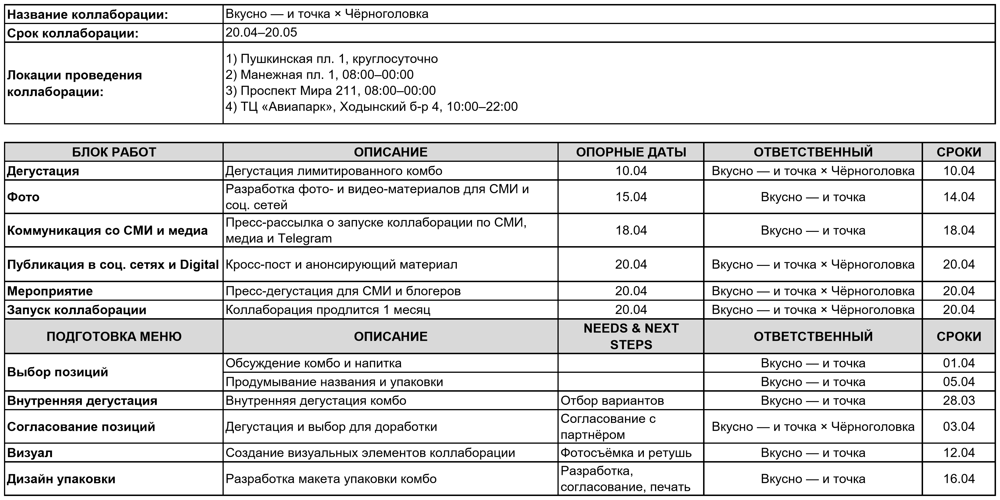 Название коллаборации: Вкусно — и точка × Чёрноголовка
Срок коллаборации: 20.04–20.05
Локации проведения
коллаборации:
1) Пушкинская пл. 1, круглосуточно
2) Манежная пл. 1, 08:00–00:00
3) Проспект Мира 211, 08:00–00:00
4) ТЦ «Авиапарк», Ходынский б-р 4, 10:00–22:00
БЛОК РАБОТ ОПИСАНИЕ ОПОРНЫЕ ДАТЫ ОТВЕТСТВЕННЫЙ СРОКИ
Дегустация Дегустация лимитированного комбо 10.04 Вкусно — и точка × Чёрноголовка 10.04
Фото
Разработка фото- и видео-материалов для СМИ и
соц. сетей
15.04 Вкусно — и точка 14.04
Коммуникация со СМИ и медиа
Пресс-рассылка о запуске коллаборации по СМИ,
медиа и Telegram
18.04 Вкусно — и точка 18.04
Публикация в соц. сетях и Digital Кросс-пост и анонсирующий материал 20.04 Вкусно — и точка × Чёрноголовка 20.04
Мероприятие Пресс-дегустация для СМИ и блогеров 20.04 Вкусно — и точка × Чёрноголовка 20.04
Запуск коллаборации Коллаборация продлится 1 месяц 20.04 Вкусно — и точка × Чёрноголовка 20.04
ПОДГОТОВКА МЕНЮ ОПИСАНИЕ
NEEDS & NEXT
STEPS
ОТВЕТСТВЕННЫЙ СРОКИ
Выбор позиций
Обсуждение комбо и напитка Вкусно — и точка 01.04
Продумывание названия и упаковки Вкусно — и точка 05.04
Внутренняя дегустация Внутренняя дегустация комбо Отбор вариантов Вкусно — и точка 28.03
Согласование позиций Дегустация и выбор для доработки
Согласование с
партнёром
Вкусно — и точка × Чёрноголовка 03.04
Визуал Создание визуальных элементов коллаборации Фотосъёмка и ретушь Вкусно — и точка 12.04
Дизайн упаковки Разработка макета упаковки комбо
Разработка,
согласование, печать
Вкусно — и точка 16.04